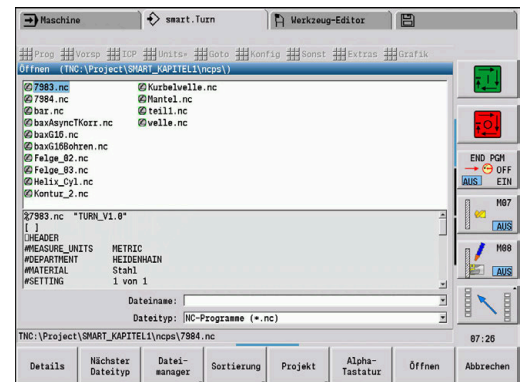 Maschine smart.Turn Werkzeug-Editor
Prog Vorsp ICP Units» Goto Konfig Sonst Extras Grafik
Öffnen (TNC:\Project\SMART_KAPITEL1\ncps\)
7983.nc Kurbelwelle.nc
7984.nc Mantel.nc
bar.nc teil1.nc
baxAsyncTKorr.nc welle.nc
baxG16.nc
baxG16Bohren.nc
Felge_02.nc
Felge_03.nc
Helix_Cyl.nc
Kontur_2.nc
END PGM
OFF
AUS EIN
M07
AUS
M08
AUS
%7983.nc "TURN_V1.0"
[ ]
HEADER
#MEASURE_UNITS METRIC
#DEPARTMENT HEIDENHAIN
#MATERIAL Stahl
#SETTING 1 von 1
Dateiname:
Dateityp: NC-Programme (*.nc)
TNC:\Project\SMART_KAPITEL1\ncps\7984.nc
07:26
Details Nächster Dateityp Datei-manager Sortierung Projekt Alpha-Tastatur Öffnen Abbrechen